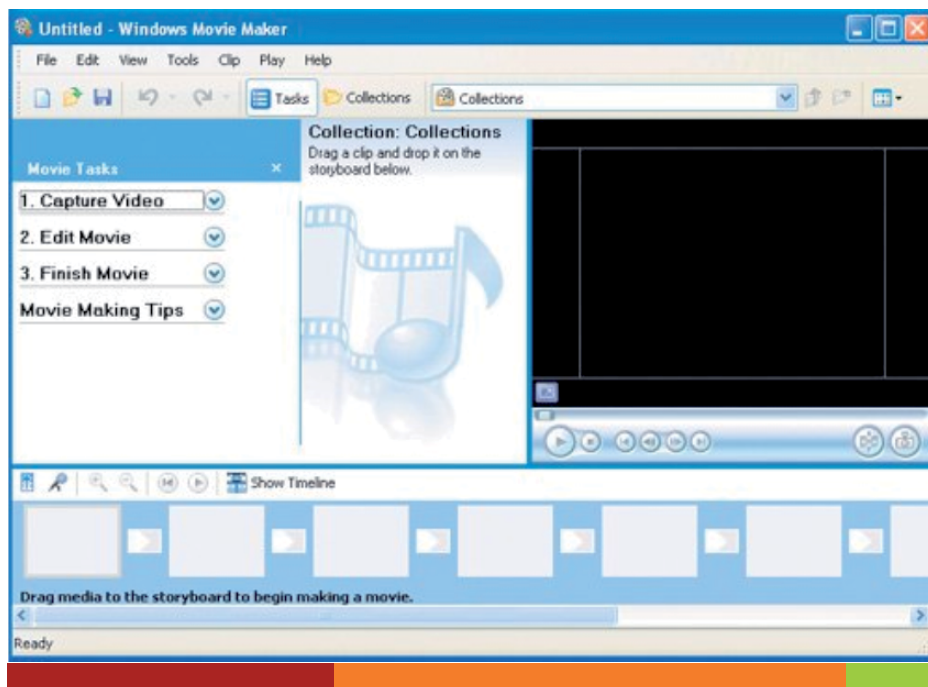 Untitled - Windows Movie Maker
File Edit View Tools Clip Play Help
Tasks Collections Collections
Movie Tasks
1. Capture Video
2. Edit Movie
3. Finish Movie
Movie Making Tips
Collection: Collections
Drag a clip and drop it on the
storyboard below.
Show Timeline
Drag media to the storyboard to begin making a movie.
Ready